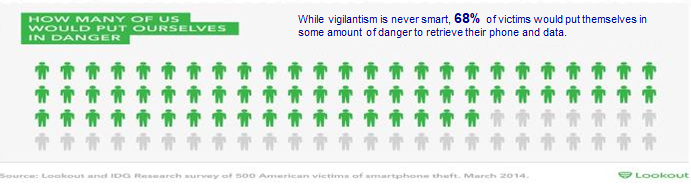 HOW MANY OF US
WOULD PUT OURSELVES
IN DANGER
While vigilantism is never smart, 68% of victims would put themselves in
some amount of danger to retrieve their phone and data.
Source: Lookout and IDG Research survey of 500 American victims of smartphone theft. March 2014.
Lookout